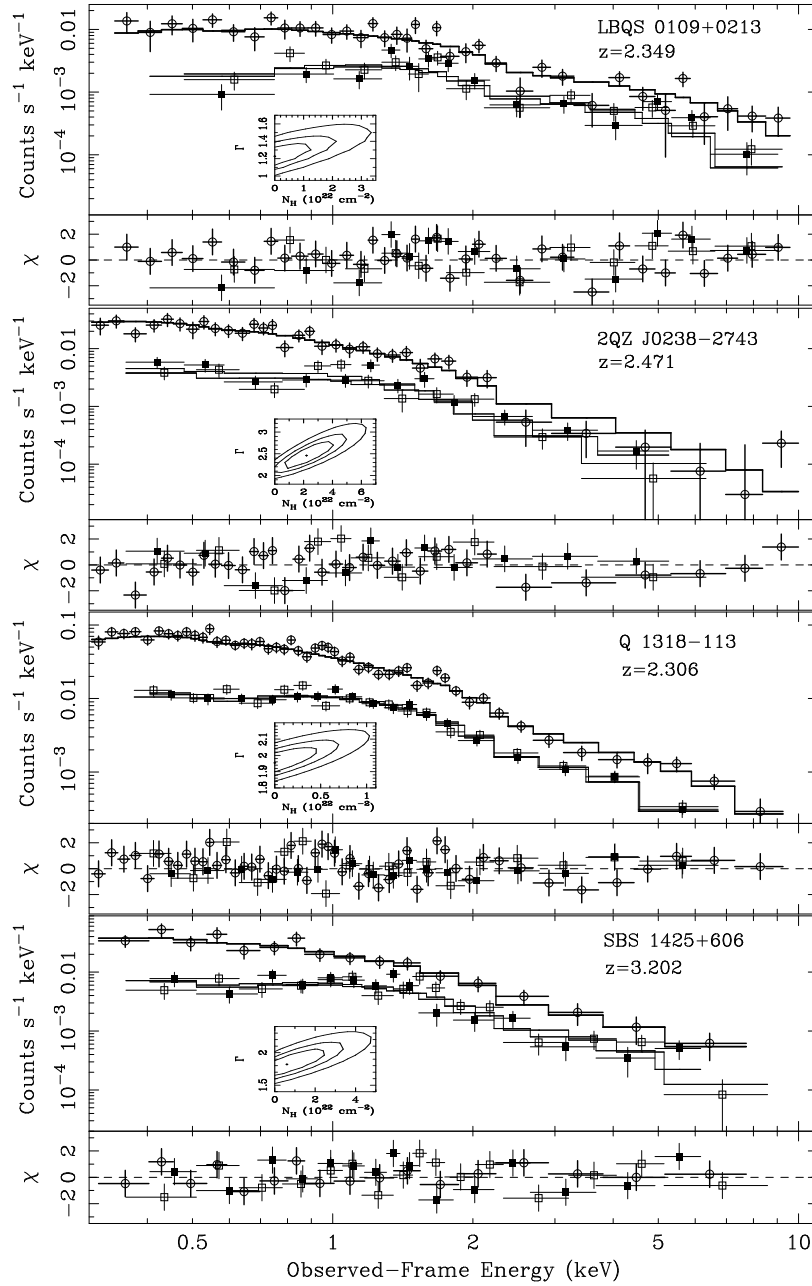 Counts s⁻¹ keV⁻¹
0.01
10⁻³
10⁻⁴
LBQS 0109+0213
z=2.349
Γ
1 1.2 1.4 1.6
0 1 2 3
N_H (10²² cm⁻²)
χ
2
0
−2
Counts s⁻¹ keV⁻¹
0.01
10⁻³
10⁻⁴
2QZ J0238−2743
z=2.471
Γ
2 2.5 3
0 2 4 6
N_H (10²² cm⁻²)
χ
2
0
−2
Counts s⁻¹ keV⁻¹
0.1
0.01
10⁻³
Q 1318−113
z=2.306
Γ
1.8 1.9 2 2.1
0 0.5 1
N_H (10²² cm⁻²)
χ
2
0
−2
Counts s⁻¹ keV⁻¹
0.01
10⁻³
10⁻⁴
SBS 1425+606
z=3.202
Γ
1.5 2
0 2 4
N_H (10²² cm⁻²)
χ
2
0
−2
0.5 1 2 5 10
Observed−Frame Energy (keV)